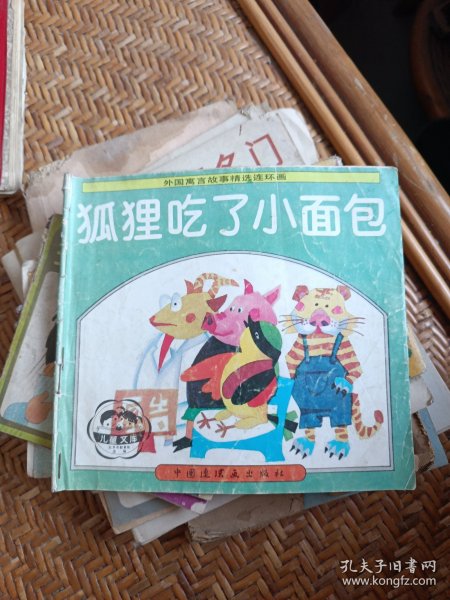 外国寓言故事精选连环画
狐狸吃了小面包
儿童文库
中国连环画出版社
孔夫子旧书网
www.kongfz.com